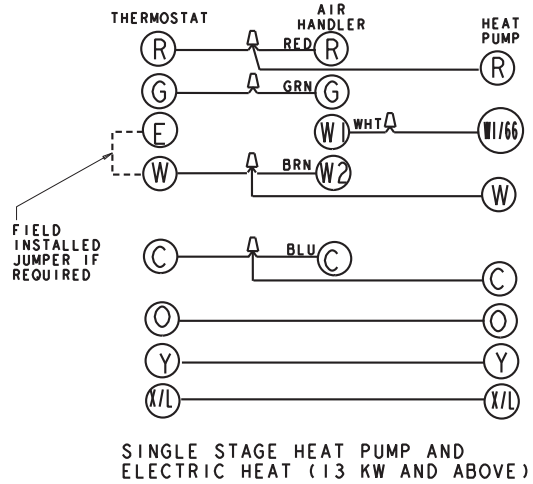 THERMOSTAT
AIR
HANDLER
HEAT
PUMP
R
RED
R
R
G
GRN
G
E
W1
WHT
W1/66
W
BRN
W2
W
FIELD
INSTALLED
JUMPER IF
REQUIRED
C
BLU
C
C
O
O
Y
Y
X/L
X/L
SINGLE STAGE HEAT PUMP AND
ELECTRIC HEAT (13 KW AND ABOVE)